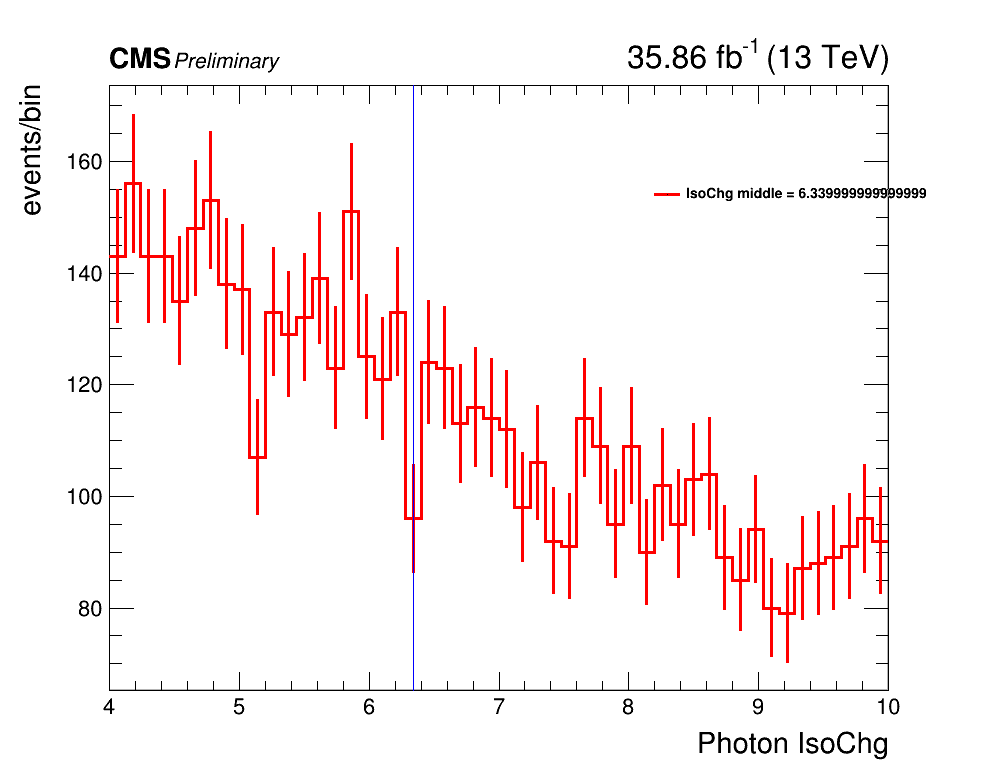 CMS Preliminary 35.86 fb⁻¹ (13 TeV)
events/bin
160
140
120
100
80
IsoChg middle = 6.339999999999999
4 5 6 7 8 9 10
Photon IsoChg